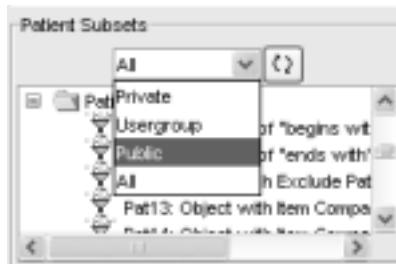 Patient Subsets
All
Pat
Private
Usergroup
of "begins wit
Public
of "ends with"
All
h Exclude Pat
Pat13: Object with Item Compa